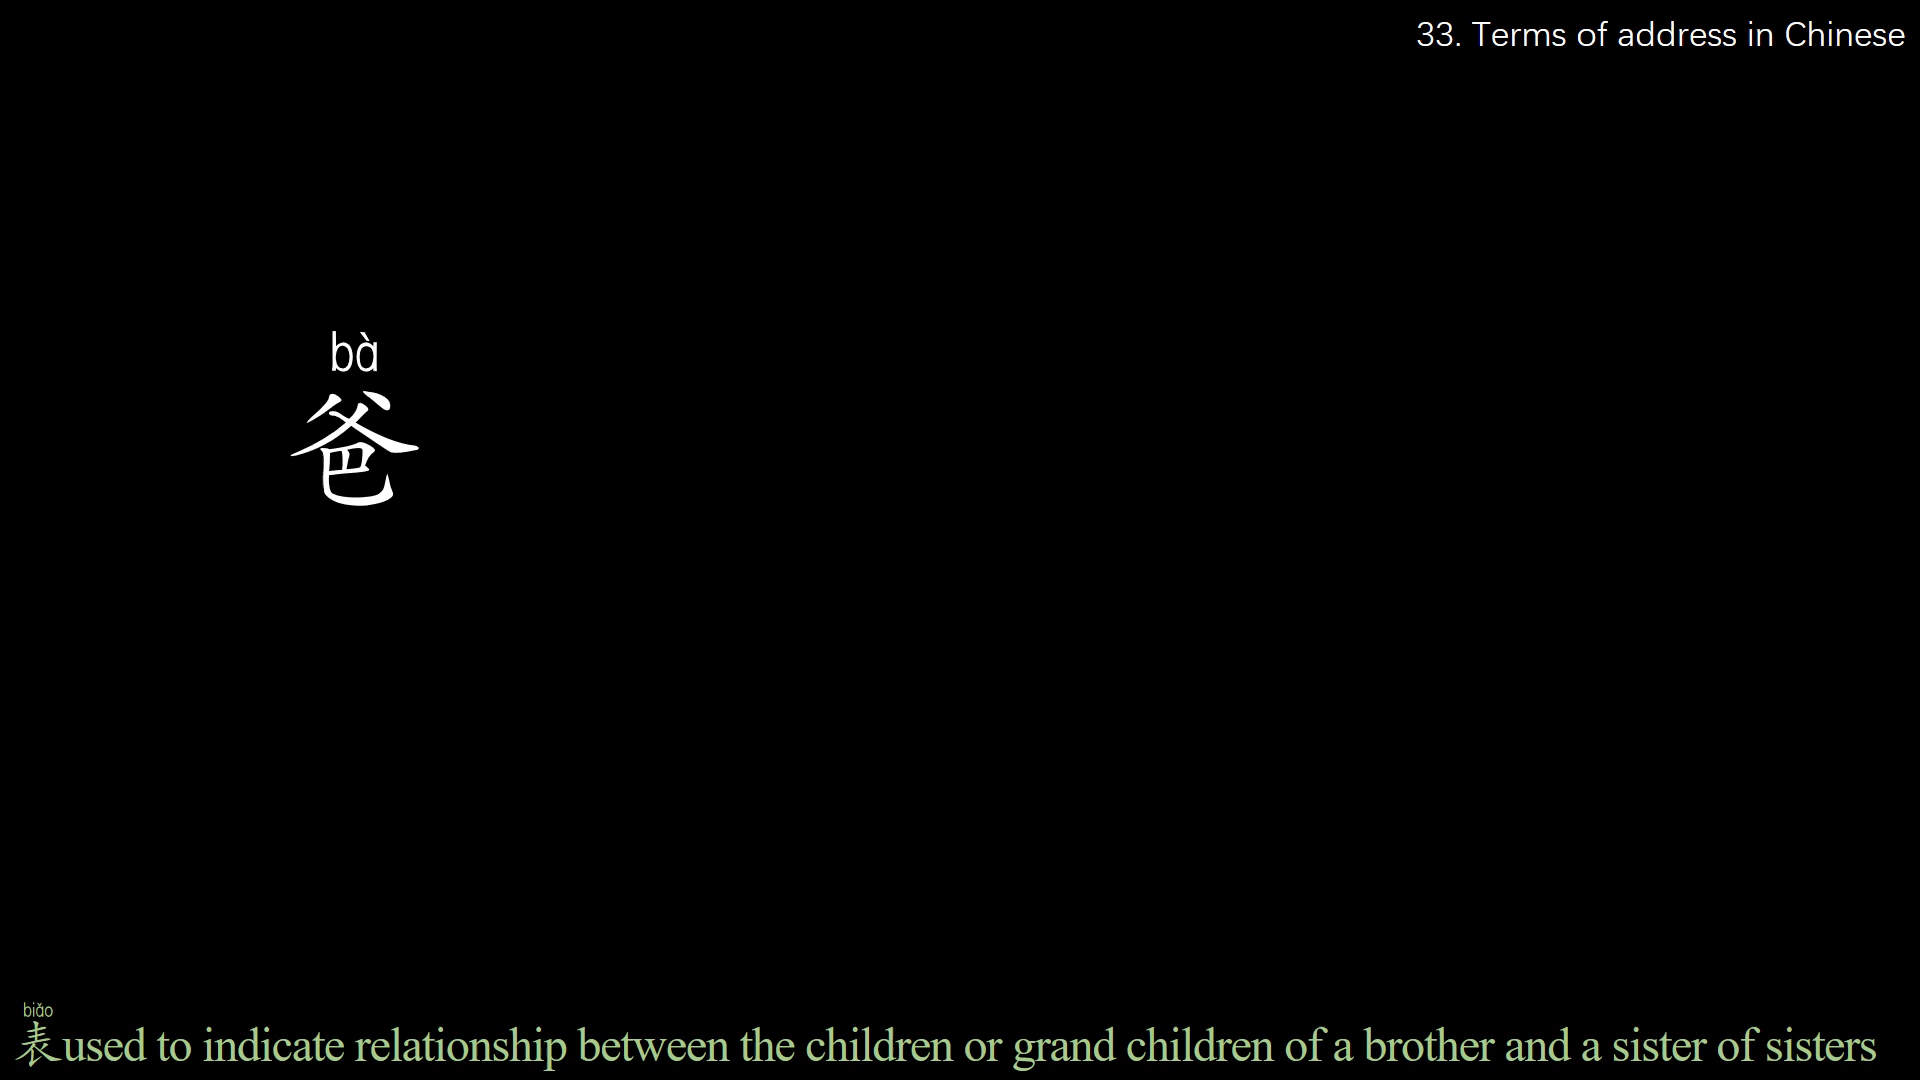 33. Terms of address in Chinese
bà
爸
biǎo
表used to indicate relationship between the children or grand children of a brother and a sister of sisters